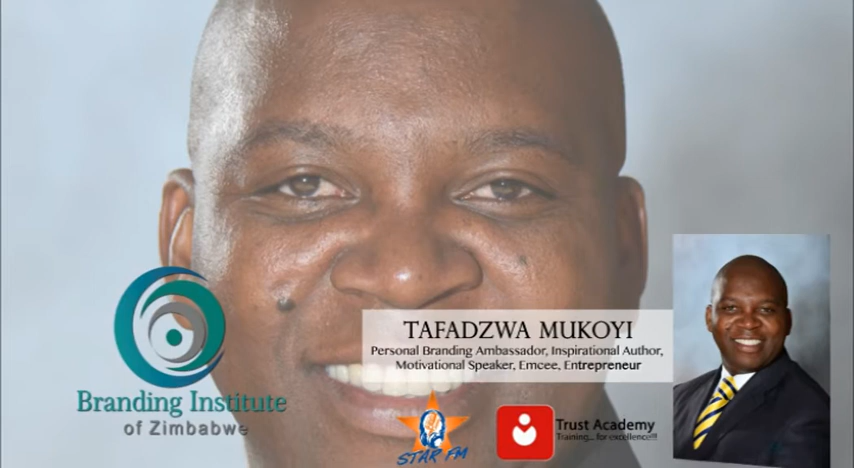 TAFADZWA MUKOYI
Personal Branding Ambassador, Inspirational Author,
Motivational Speaker, Emcee, Entrepreneur
Branding Institute
of Zimbabwe
STAR FM
Trust Academy
Training... for excellence!!!